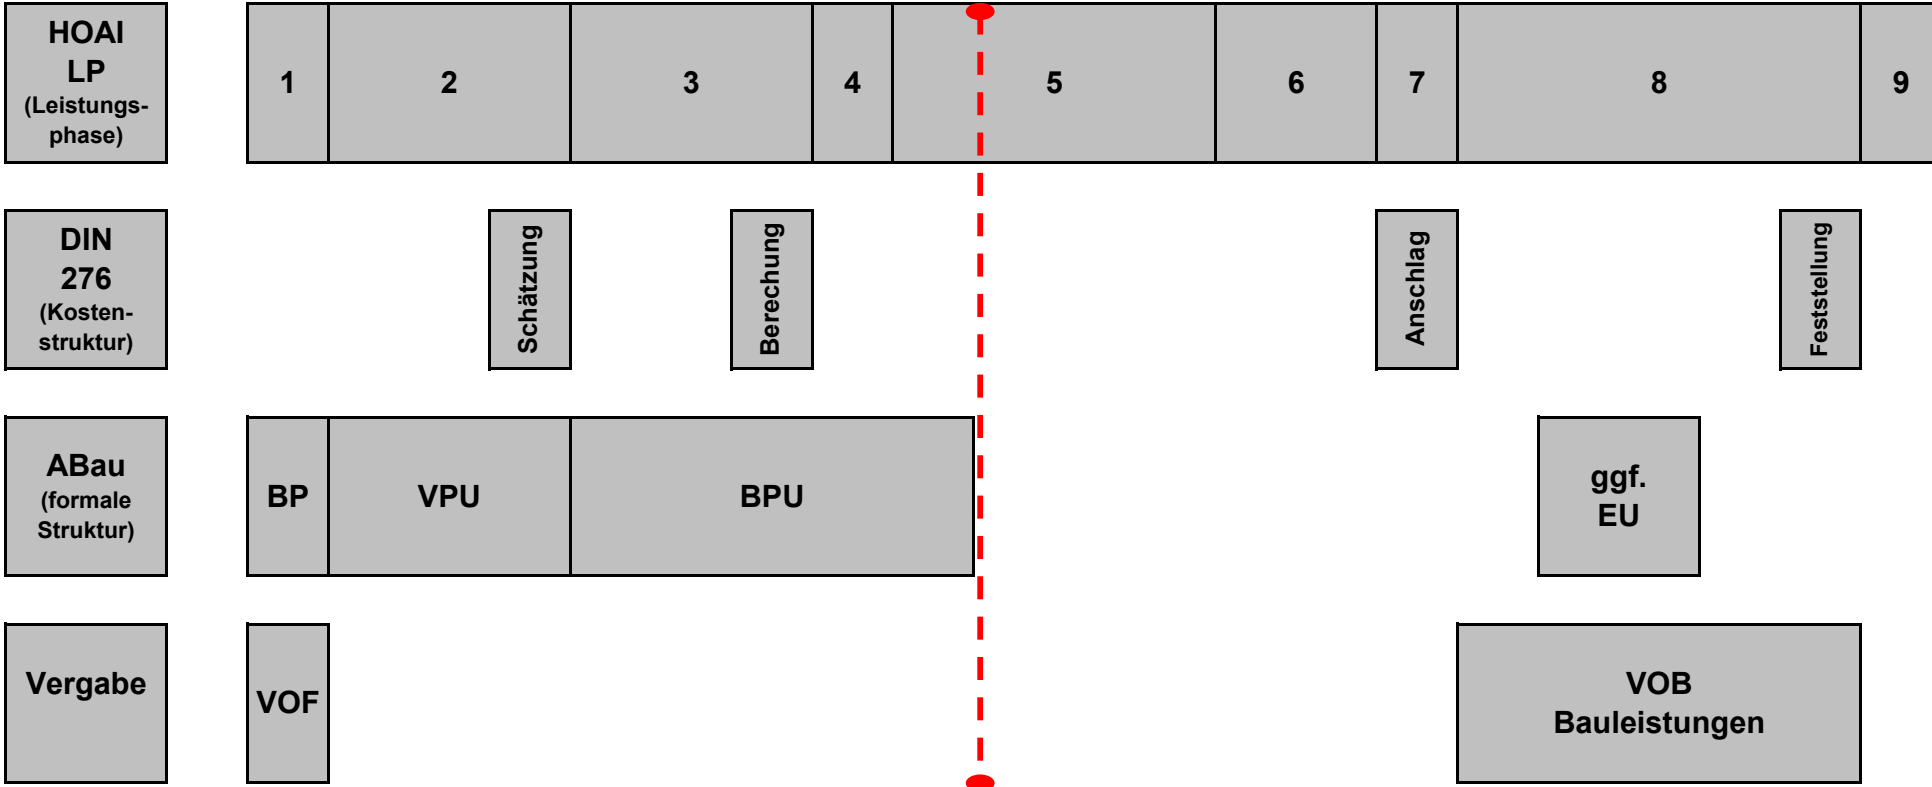 HOAI
LP
(Leistungs-
phase)
1 2 3 4 5 6 7 8 9
DIN
276
(Kosten-
struktur)
Schätzung
Berechung
Anschlag
Feststellung
ABau
(formale
Struktur)
BP VPU BPU
ggf.
EU
Vergabe
VOF
VOB
Bauleistungen